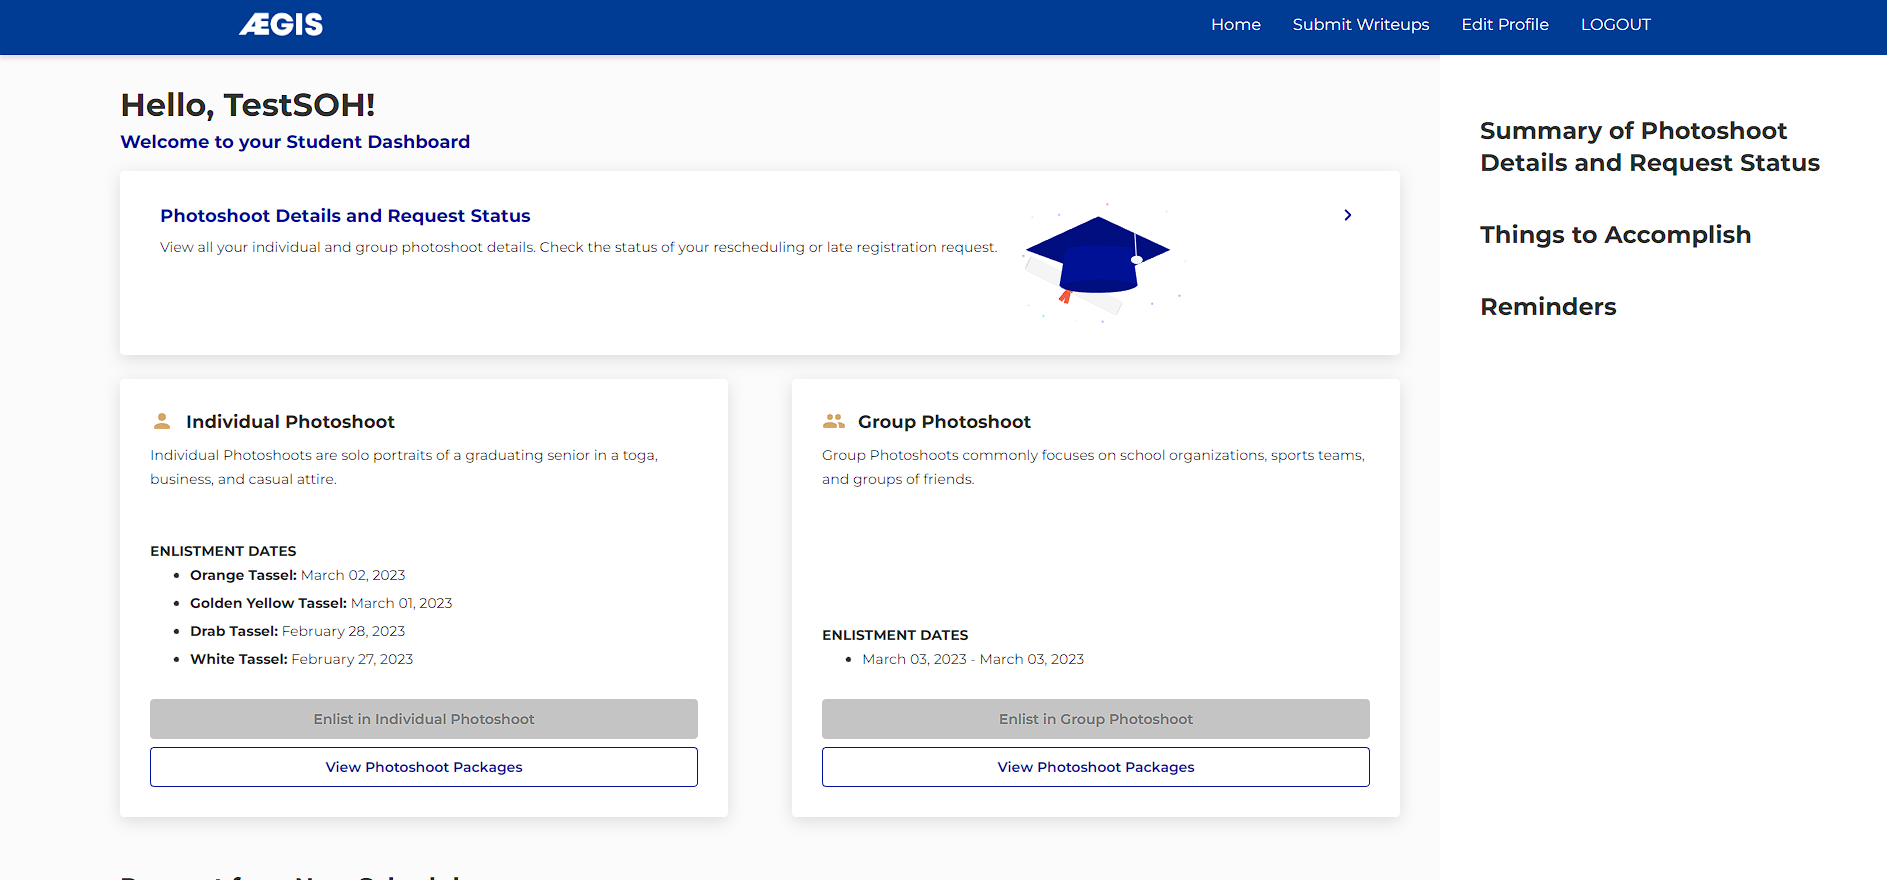 ÆGIS
Home
Submit Writeups
Edit Profile
LOGOUT
Hello, TestSOH!
Welcome to your Student Dashboard
Photoshoot Details and Request Status
View all your individual and group photoshoot details. Check the status of your rescheduling or late registration request.
Individual Photoshoot
Individual Photoshoots are solo portraits of a graduating senior in a toga,
business, and casual attire.
ENLISTMENT DATES
Orange Tassel: March 02, 2023
Golden Yellow Tassel: March 01, 2023
Drab Tassel: February 28, 2023
White Tassel: February 27, 2023
Enlist in Individual Photoshoot
View Photoshoot Packages
Group Photoshoot
Group Photoshoots commonly focuses on school organizations, sports teams,
and groups of friends.
ENLISTMENT DATES
March 03, 2023 - March 03, 2023
Enlist in Group Photoshoot
View Photoshoot Packages
Summary of Photoshoot
Details and Request Status
Things to Accomplish
Reminders